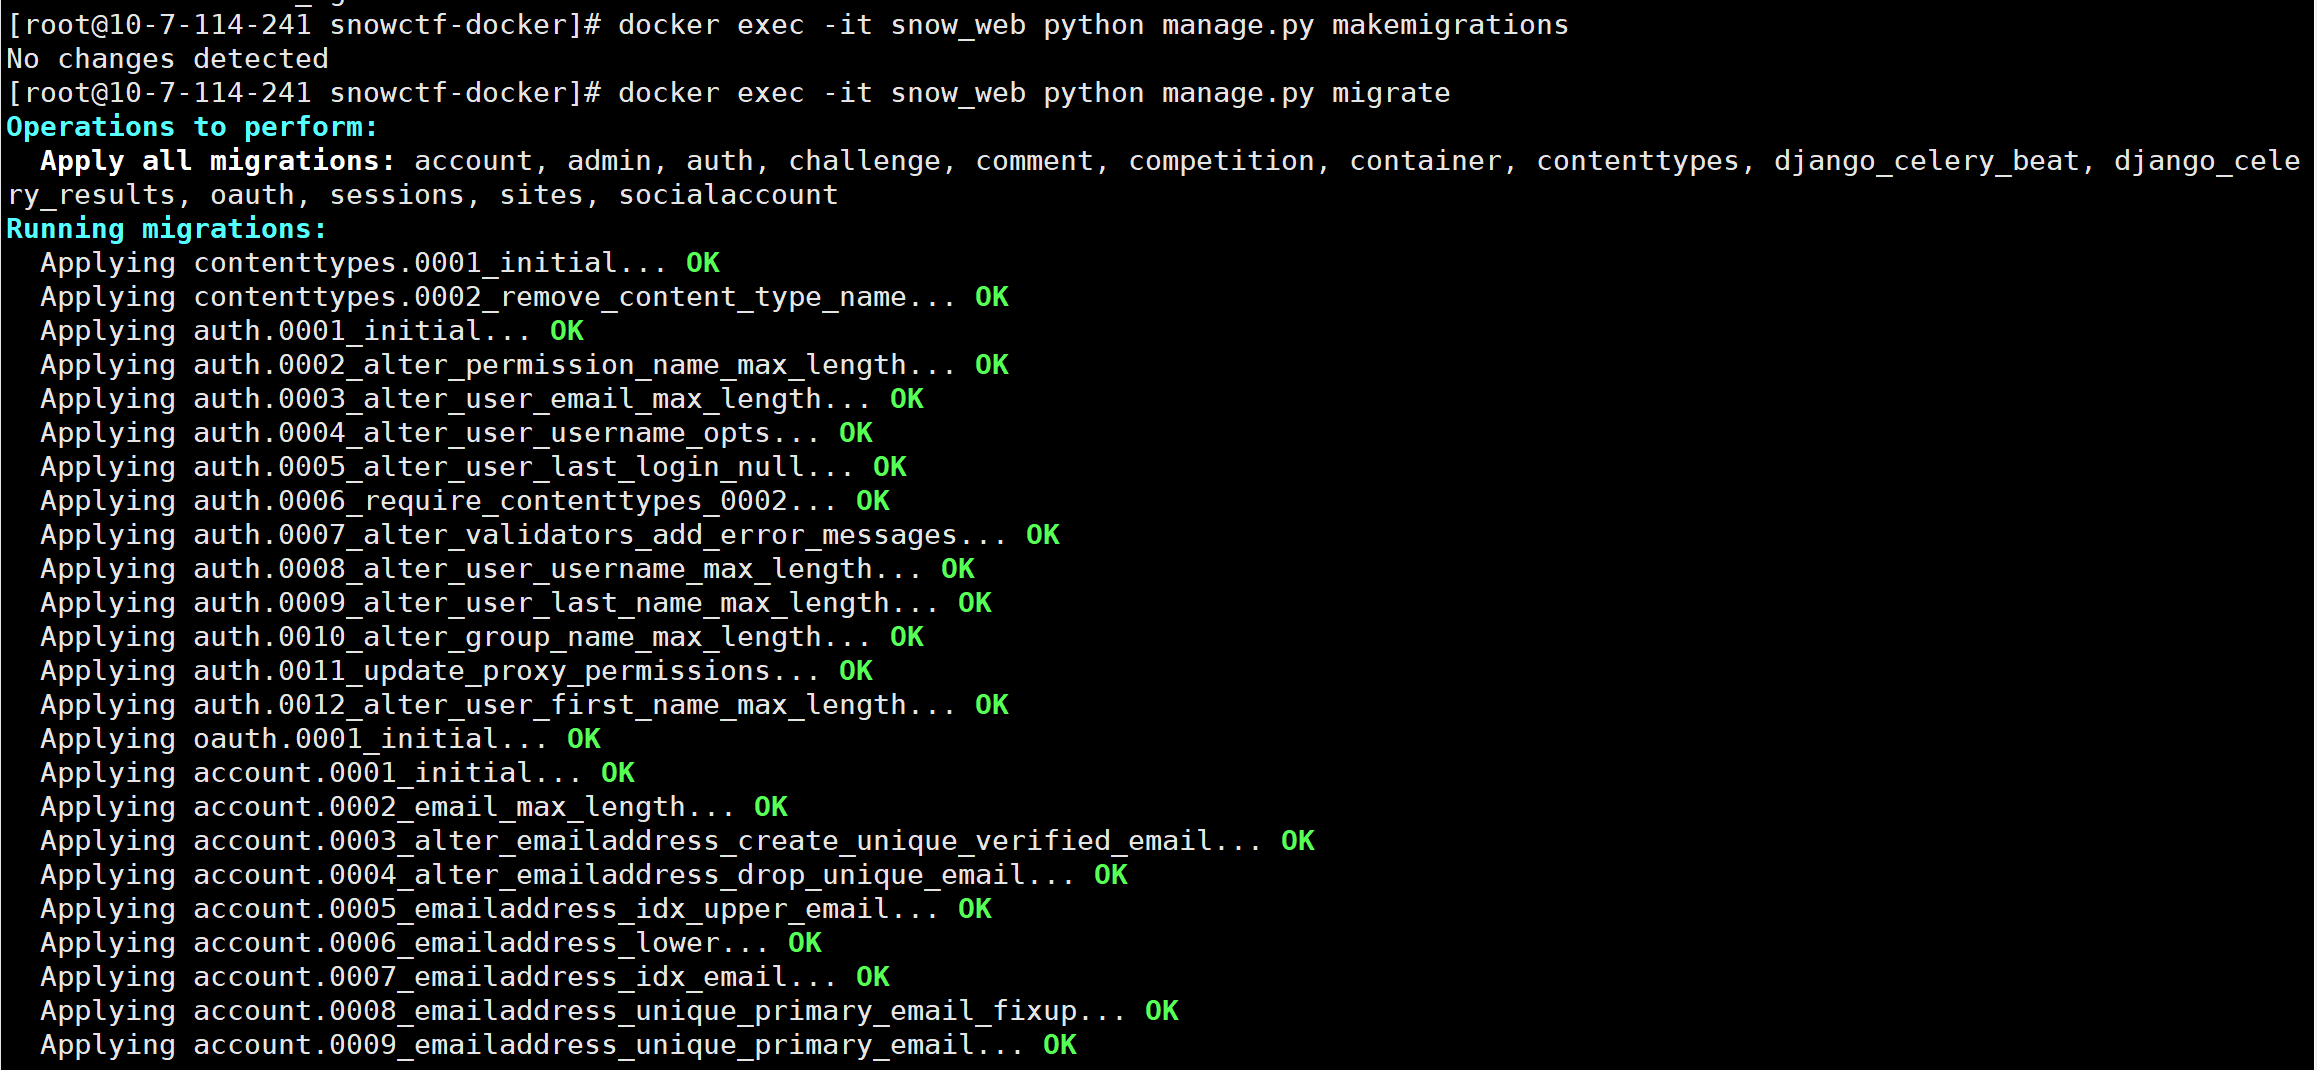 [root@10-7-114-241 snowctf-docker]# docker exec -it snow_web python manage.py makemigrations
No changes detected
[root@10-7-114-241 snowctf-docker]# docker exec -it snow_web python manage.py migrate
Operations to perform:
  Apply all migrations: account, admin, auth, challenge, comment, competition, container, contenttypes, django_celery_beat, django_cele
ry_results, oauth, sessions, sites, socialaccount
Running migrations:
  Applying contenttypes.0001_initial... OK
  Applying contenttypes.0002_remove_content_type_name... OK
  Applying auth.0001_initial... OK
  Applying auth.0002_alter_permission_name_max_length... OK
  Applying auth.0003_alter_user_email_max_length... OK
  Applying auth.0004_alter_user_username_opts... OK
  Applying auth.0005_alter_user_last_login_null... OK
  Applying auth.0006_require_contenttypes_0002... OK
  Applying auth.0007_alter_validators_add_error_messages... OK
  Applying auth.0008_alter_user_username_max_length... OK
  Applying auth.0009_alter_user_last_name_max_length... OK
  Applying auth.0010_alter_group_name_max_length... OK
  Applying auth.0011_update_proxy_permissions... OK
  Applying auth.0012_alter_user_first_name_max_length... OK
  Applying oauth.0001_initial... OK
  Applying account.0001_initial... OK
  Applying account.0002_email_max_length... OK
  Applying account.0003_alter_emailaddress_create_unique_verified_email... OK
  Applying account.0004_alter_emailaddress_drop_unique_email... OK
  Applying account.0005_emailaddress_idx_upper_email... OK
  Applying account.0006_emailaddress_lower... OK
  Applying account.0007_emailaddress_idx_email... OK
  Applying account.0008_emailaddress_unique_primary_email_fixup... OK
  Applying account.0009_emailaddress_unique_primary_email... OK